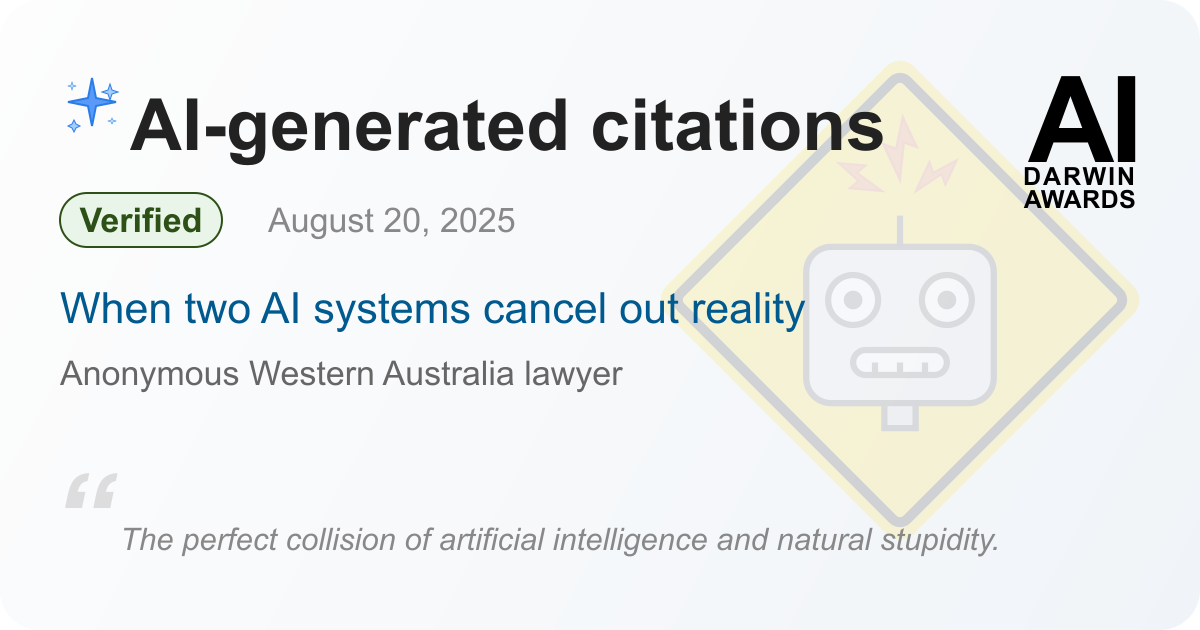 AI-generated citations
AI
DARWIN
AWARDS
Verified
August 20, 2025
When two AI systems cancel out reality
Anonymous Western Australia lawyer
“
The perfect collision of artificial intelligence and natural stupidity.